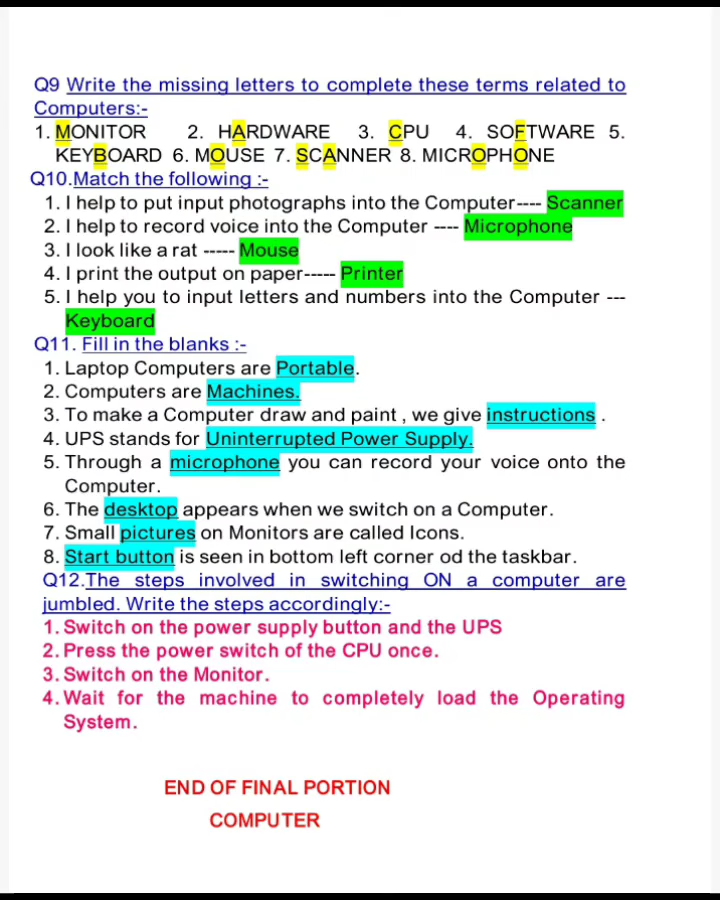 Q9 Write the missing letters to complete these terms related to
Computers:-
1. MONITOR 2. HARDWARE 3. CPU 4. SOFTWARE 5.
KEYBOARD 6. MOUSE 7. SCANNER 8. MICROPHONE
Q10.Match the following :-
1. I help to put input photographs into the Computer---- Scanner
2. I help to record voice into the Computer ---- Microphone
3. I look like a rat ----- Mouse
4. I print the output on paper----- Printer
5. I help you to input letters and numbers into the Computer ---
Keyboard
Q11. Fill in the blanks :-
1. Laptop Computers are Portable.
2. Computers are Machines.
3. To make a Computer draw and paint , we give instructions .
4. UPS stands for Uninterrupted Power Supply.
5. Through a microphone you can record your voice onto the
Computer.
6. The desktop appears when we switch on a Computer.
7. Small pictures on Monitors are called Icons.
8. Start button is seen in bottom left corner od the taskbar.
Q12.The steps involved in switching ON a computer are
jumbled. Write the steps accordingly:-
1. Switch on the power supply button and the UPS
2. Press the power switch of the CPU once.
3. Switch on the Monitor.
4. Wait for the machine to completely load the Operating
System.
END OF FINAL PORTION
COMPUTER